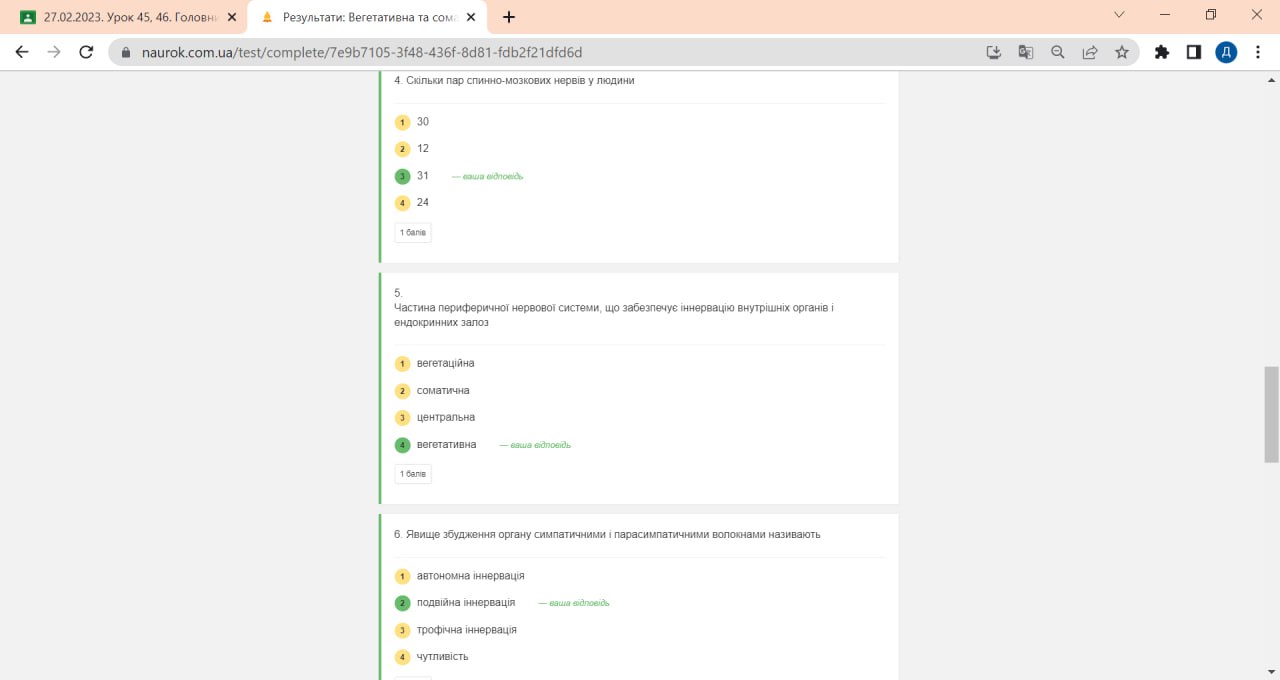 27.02.2023. Урок 45, 46. Головни
Результати: Вегетативна та сома
naurok.com.ua/test/complete/7e9b7105-3f48-436f-8d81-fdb2f21dfd6d
Д
4. Скільки пар спинно-мозкових нервів у людини
1 30
2 12
3 31 — ваша відповідь
4 24
1 балів
5.
Частина периферичної нервової системи, що забезпечує іннервацію внутрішніх органів і
ендокринних залоз
1 вегетаційна
2 соматична
3 центральна
4 вегетативна — ваша відповідь
1 балів
6. Явище збудження органу симпатичними і парасимпатичними волокнами називають
1 автономна іннервація
2 подвійна іннервація — ваша відповідь
3 трофічна іннервація
4 чутливість